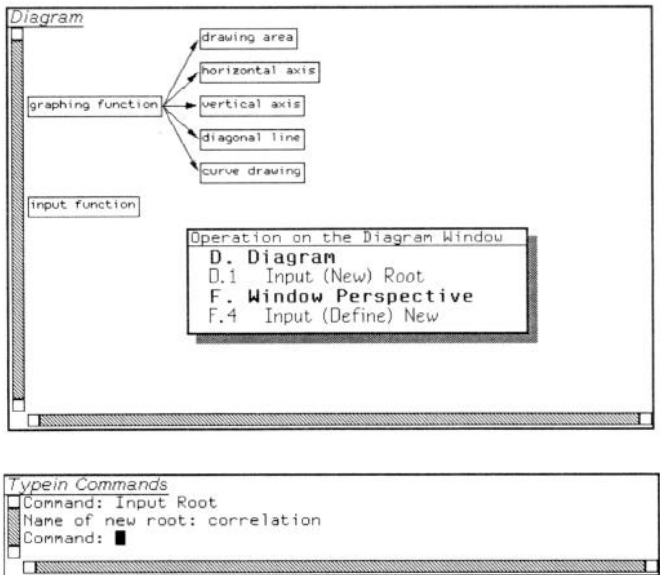 Diagram
drawing area
horizontal axis
graphing function
vertical axis
diagonal line
curve drawing
input function
Operation on the Diagram Window
D. Diagram
D.1 Input (New) Root
F. Window Perspective
F.4 Input (Define) New
Typein Commands
Command: Input Root
Name of new root: correlation
Command: